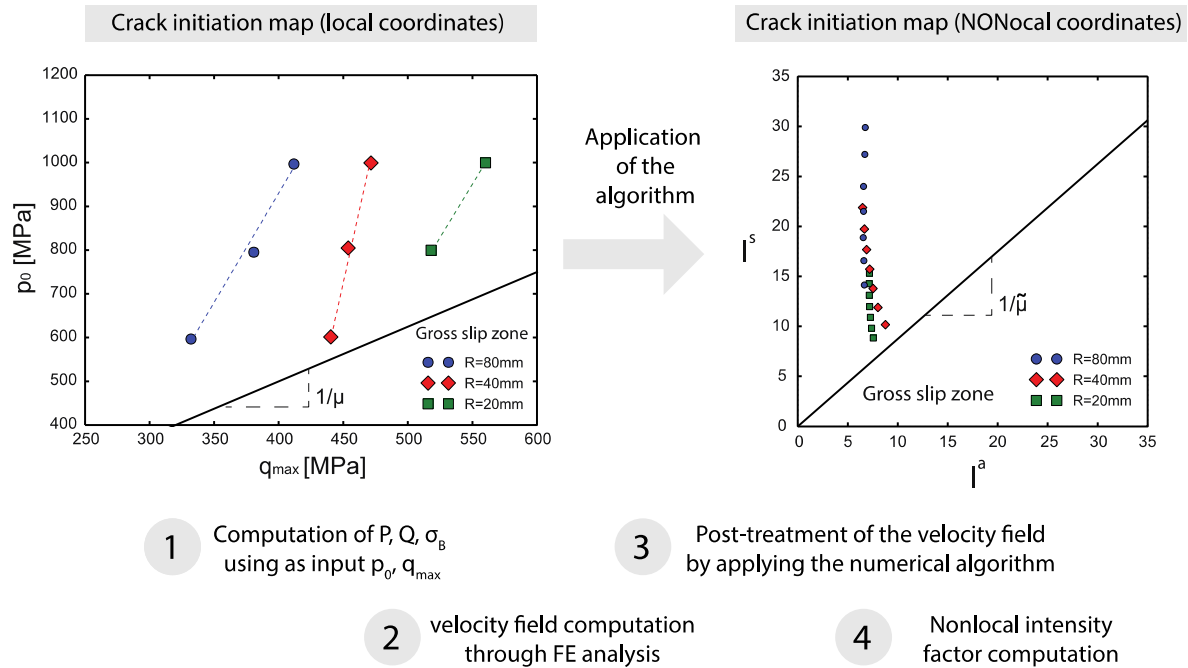 Crack initiation map (local coordinates)
1200
1100
1000
900
800
700
600
500
400
p0 [MPa]
Gross slip zone
R=80mm
R=40mm
R=20mm
1/μ
250
300
350
400
450
500
550
600
qmax [MPa]
Application
of the
algorithm
Crack initiation map (NONocal coordinates)
35
30
25
20
15
10
5
0
I^s
1/μ̃
Gross slip zone
R=80mm
R=40mm
R=20mm
0
5
10
15
20
25
30
35
I^a
1
Computation of P, Q, σB
using as input p0, qmax
3
Post-treatment of the velocity field
by applying the numerical algorithm
2
velocity field computation
through FE analysis
4
Nonlocal intensity
factor computation